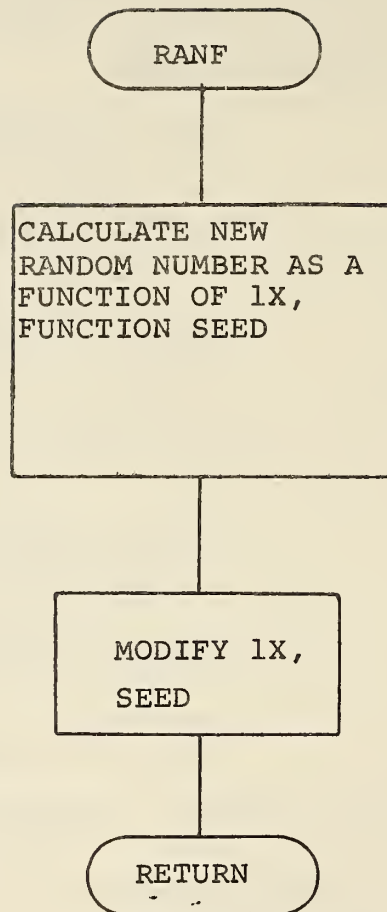 RANF
CALCULATE NEW
RANDOM NUMBER AS A
FUNCTION OF 1X,
FUNCTION SEED
MODIFY 1X,
SEED
RETURN